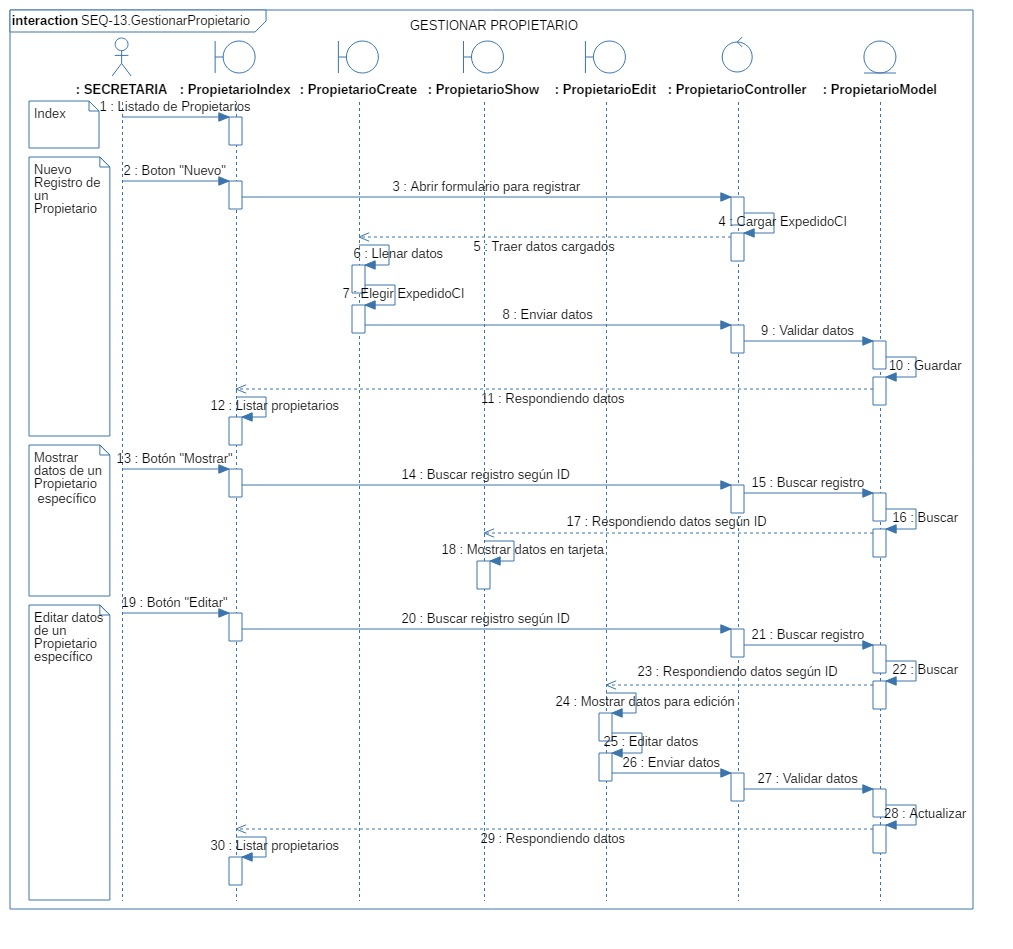 interaction SEQ-13.GestionarPropietario
GESTIONAR PROPIETARIO
: SECRETARIA : PropietarioIndex : PropietarioCreate : PropietarioShow : PropietarioEdit : PropietarioController : PropietarioModel
Index
1 : Listado de Propietarios
Nuevo
Registro de
un
Propietario
2 : Boton "Nuevo"
3 : Abrir formulario para registrar
4 : Cargar ExpedidoCI
5 : Traer datos cargados
6 : Llenar datos
7 : Elegir ExpedidoCI
8 : Enviar datos
9 : Validar datos
10 : Guardar
11 : Respondiendo datos
12 : Listar propietarios
Mostrar
datos de un
Propietario
específico
13 : Botón "Mostrar"
14 : Buscar registro según ID
15 : Buscar registro
16 : Buscar
17 : Respondiendo datos según ID
18 : Mostrar datos en tarjeta
Editar datos
de un
Propietario
específico
19 : Botón "Editar"
20 : Buscar registro según ID
21 : Buscar registro
22 : Buscar
23 : Respondiendo datos según ID
24 : Mostrar datos para edición
25 : Editar datos
26 : Enviar datos
27 : Validar datos
28 : Actualizar
29 : Respondiendo datos
30 : Listar propietarios